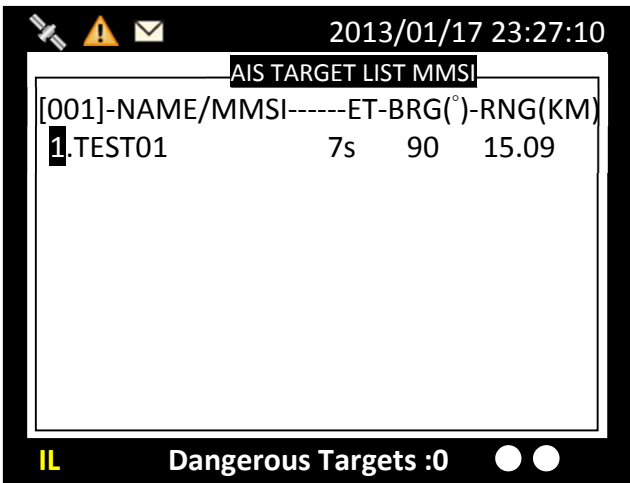 2013/01/17 23:27:10
AIS TARGET LIST MMSI
[001]-NAME/MMSI------ET-BRG(°)-RNG(KM)
1.TEST01 7s 90 15.09
IL Dangerous Targets :0